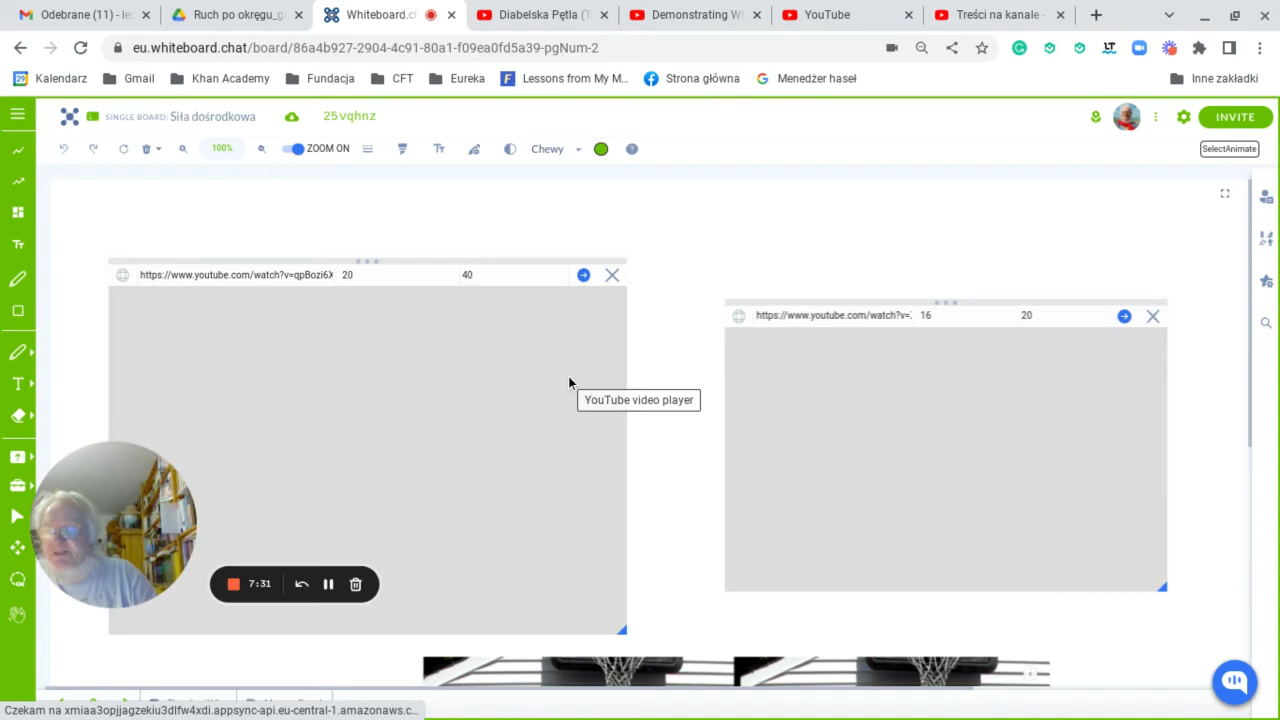 Odebrane (11) - lec
Ruch po okręgu_g
Whiteboard.c
Diabelska Pętla (T
Demonstrating W
YouTube
Treści na kanale -
eu.whiteboard.chat/board/86a4b927-2904-4c91-80a1-f09ea0fd5a39-pgNum-2
Kalendarz
Gmail
Khan Academy
Fundacja
CFT
Eureka
Lessons from My M...
Strona główna
Menedżer haseł
Inne zakładki
SINGLE BOARD: Siła dośrodkowa
25vqhnz
INVITE
100%
ZOOM ON
Chewy
SelectAnimate
https://www.youtube.com/watch?v=qpBozi6X 20 40
https://www.youtube.com/watch?v= 16 20
YouTube video player
7:31
Czekam na xmiaa3opjjagzekiu3dlfw4xdi.appsync-api.eu-central-1.amazonaws.c...